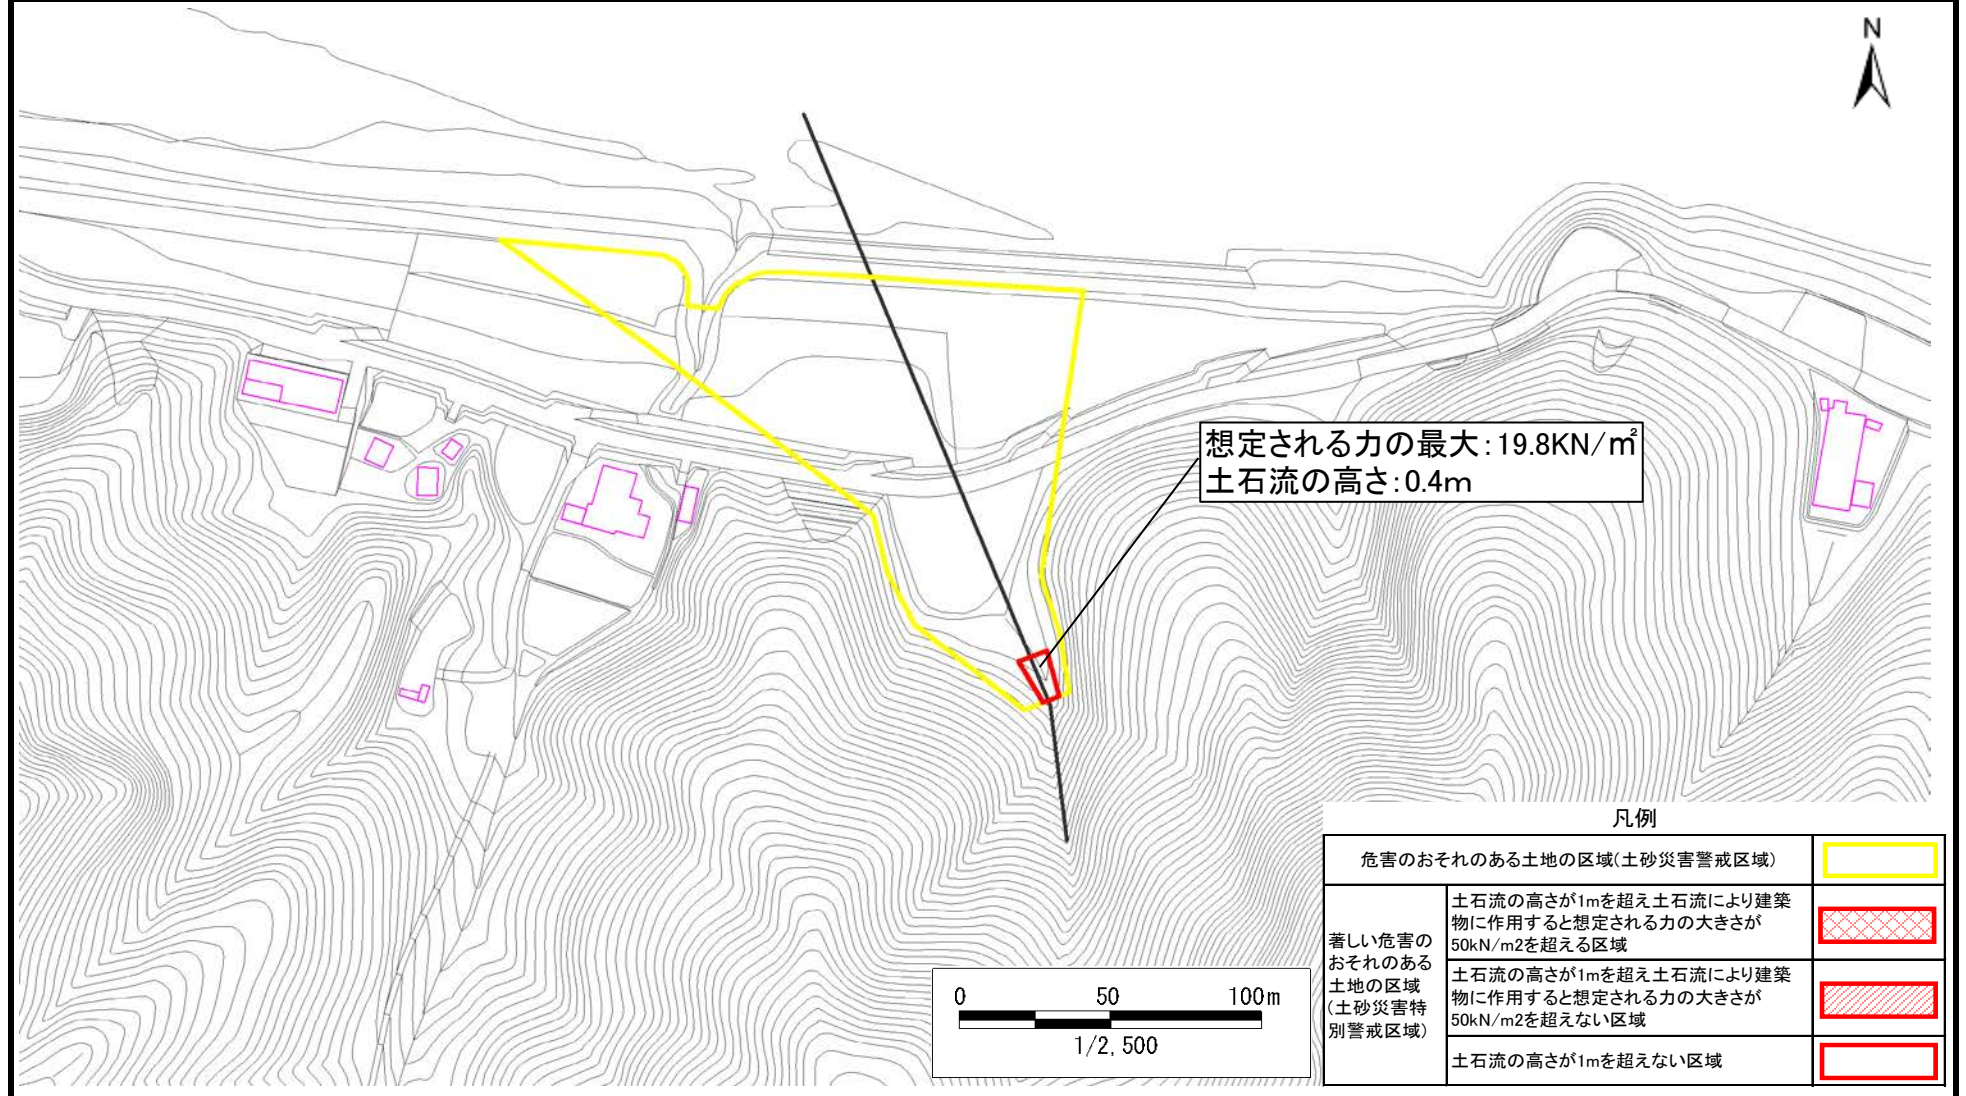 N
想定される力の最大：19.8KN/㎡
土石流の高さ：0.4m
凡例
危害のおそれのある土地の区域(土砂災害警戒区域)
著しい危害の
おそれのある
土地の区域
(土砂災害特
別警戒区域)
土石流の高さが1mを超え土石流により建築
物に作用すると想定される力の大きさが
50kN/m2を超える区域
土石流の高さが1mを超え土石流により建築
物に作用すると想定される力の大きさが
50kN/m2を超えない区域
土石流の高さが1mを超えない区域
0 50 100m
1/2,500